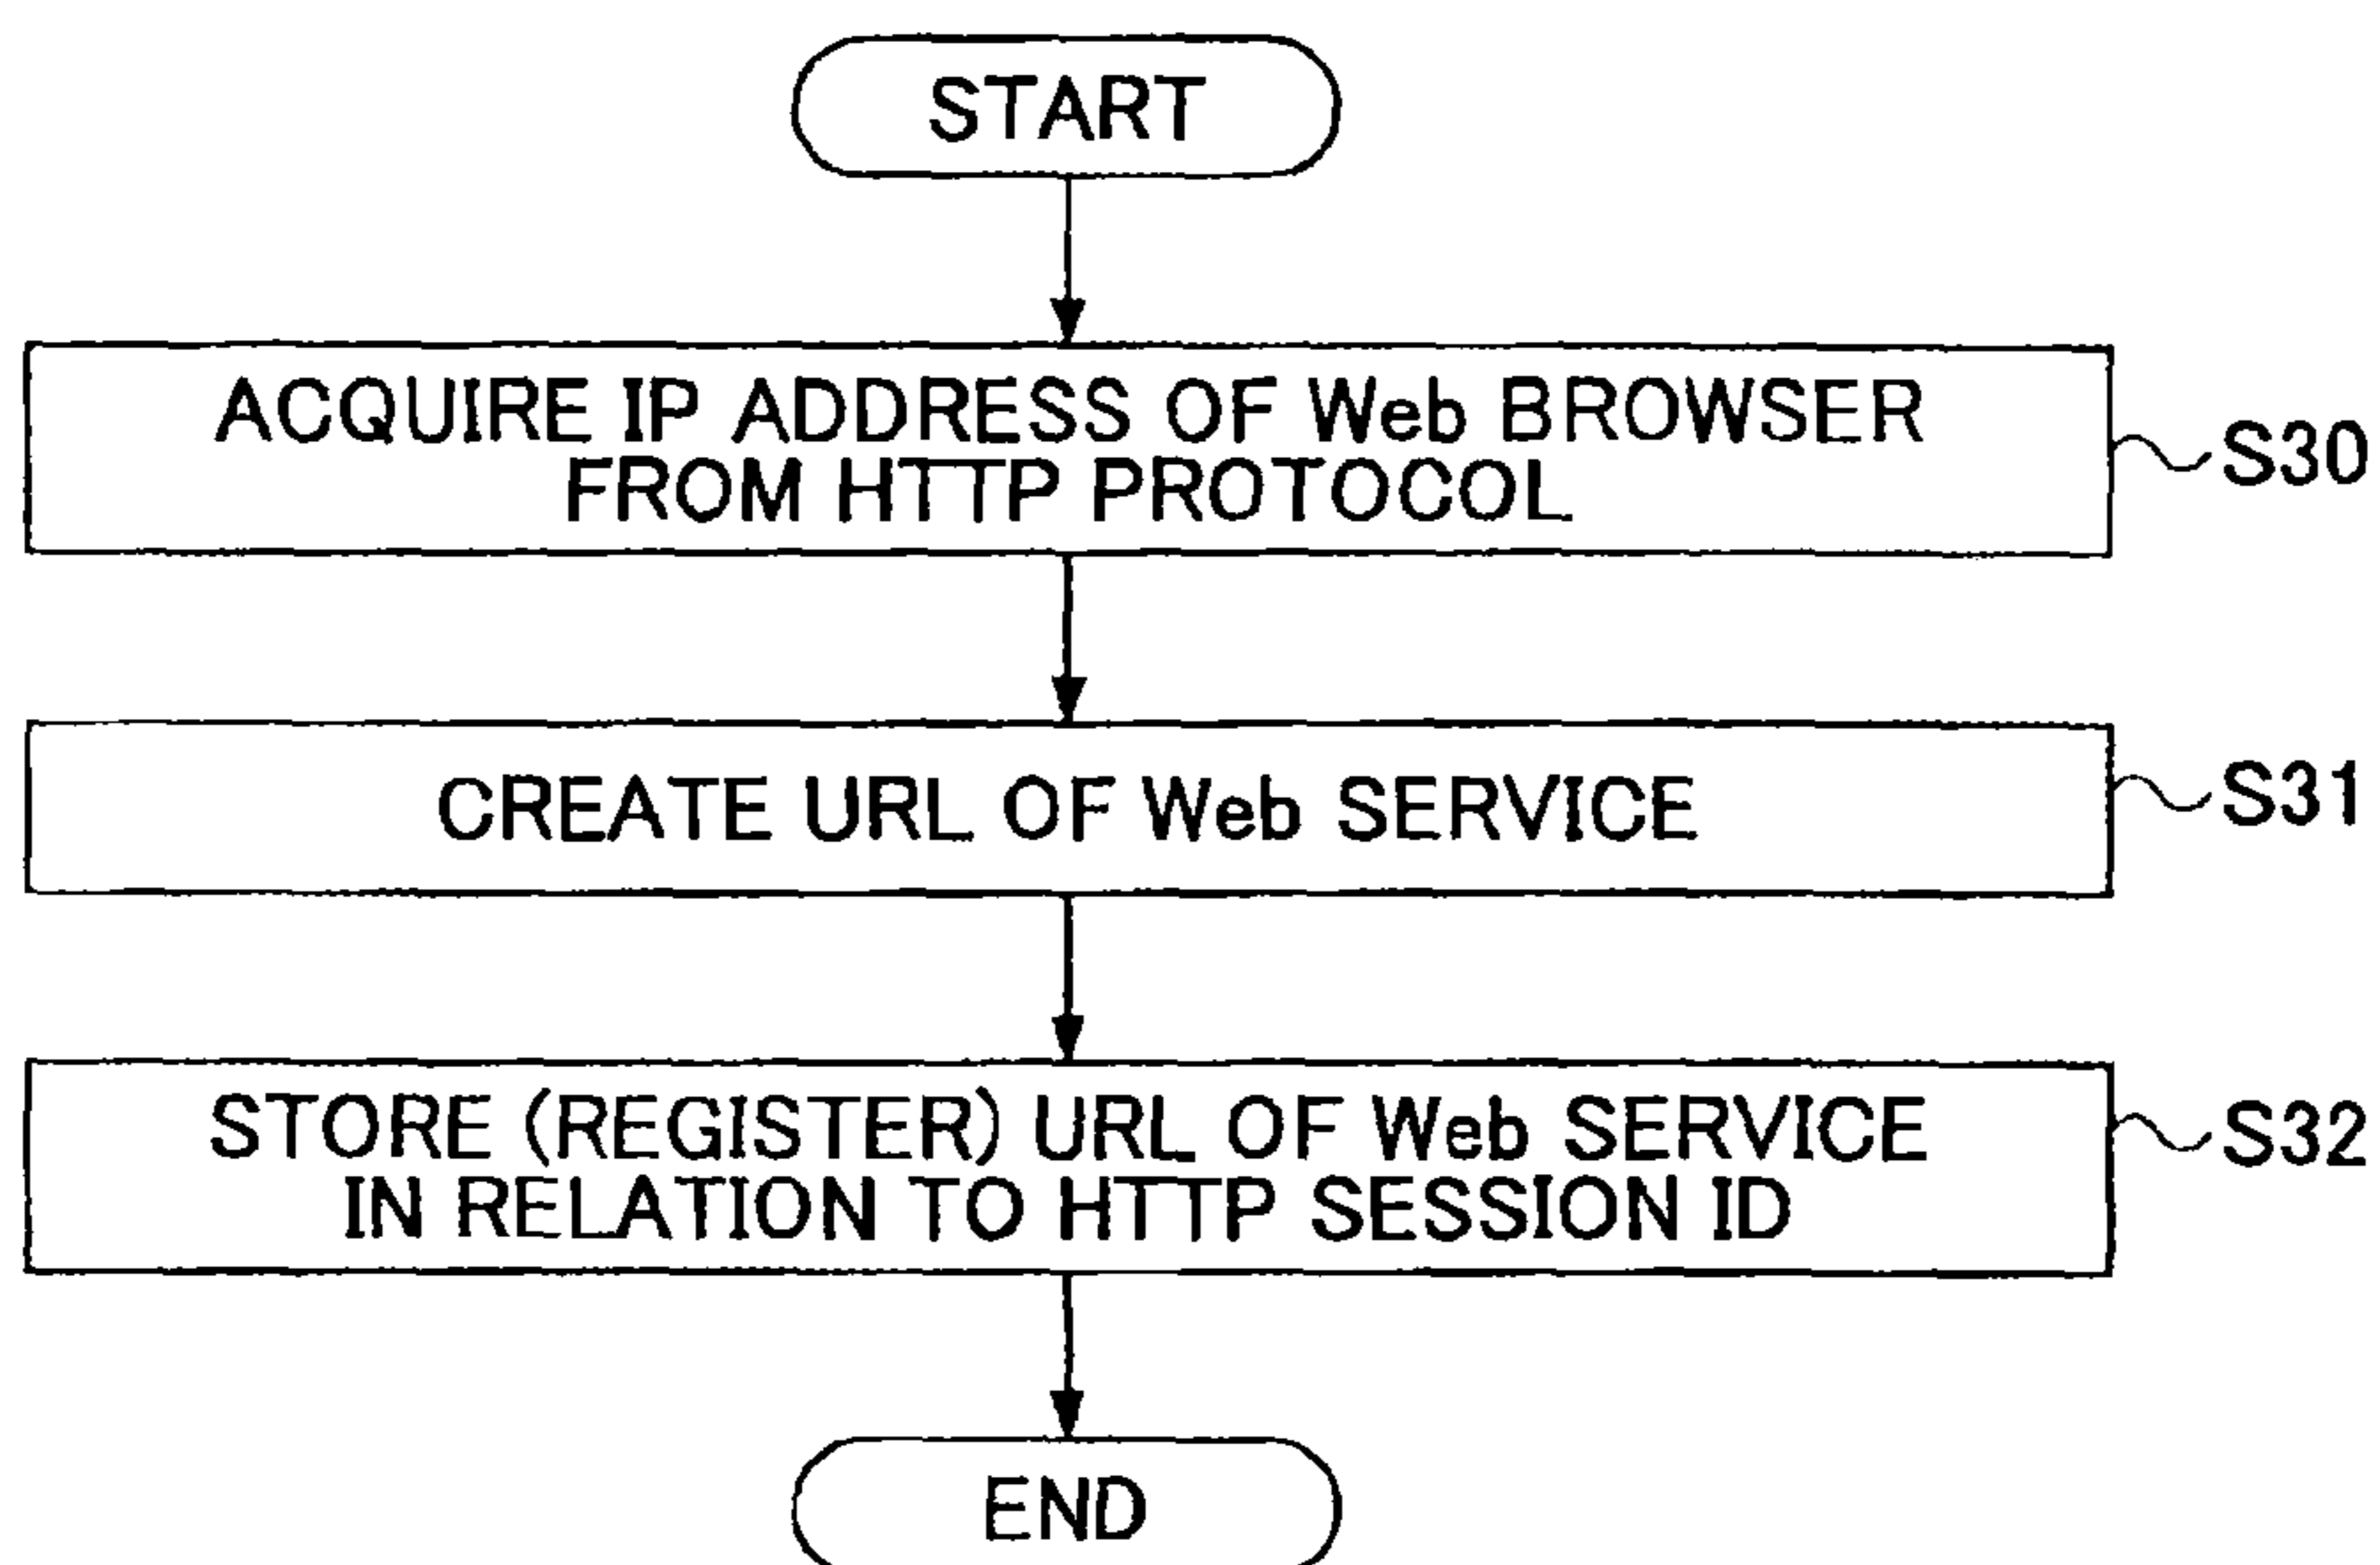 START
ACQUIRE IP ADDRESS OF Web BROWSER
FROM HTTP PROTOCOL
S30
CREATE URL OF Web SERVICE
S31
STORE (REGISTER) URL OF Web SERVICE
IN RELATION TO HTTP SESSION ID
S32
END